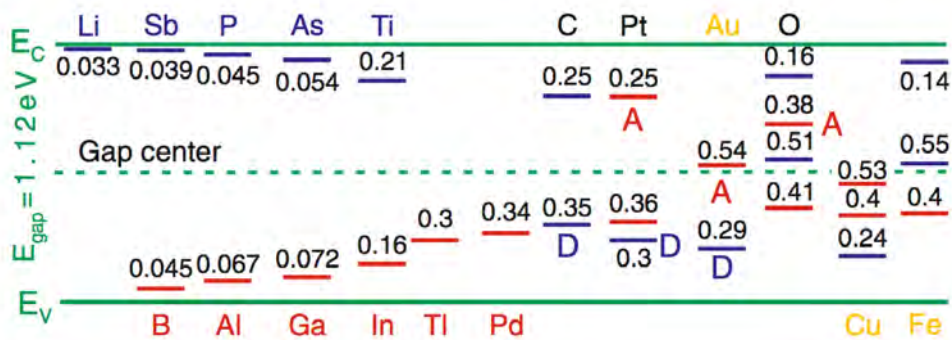 Li Sb P As Ti C Pt Au O
E_C
0.033 0.039 0.045 0.054 0.21 0.25 0.25 0.16 0.14
A
0.38 A
Gap center 0.54 0.51 0.55
0.53
A
E_gap = 1.12 eV
0.3 0.34 0.35 0.36 0.29 0.41 0.4 0.4
D D D
0.3
0.045 0.067 0.072 0.16 0.24
E_V
B Al Ga In Tl Pd Cu Fe